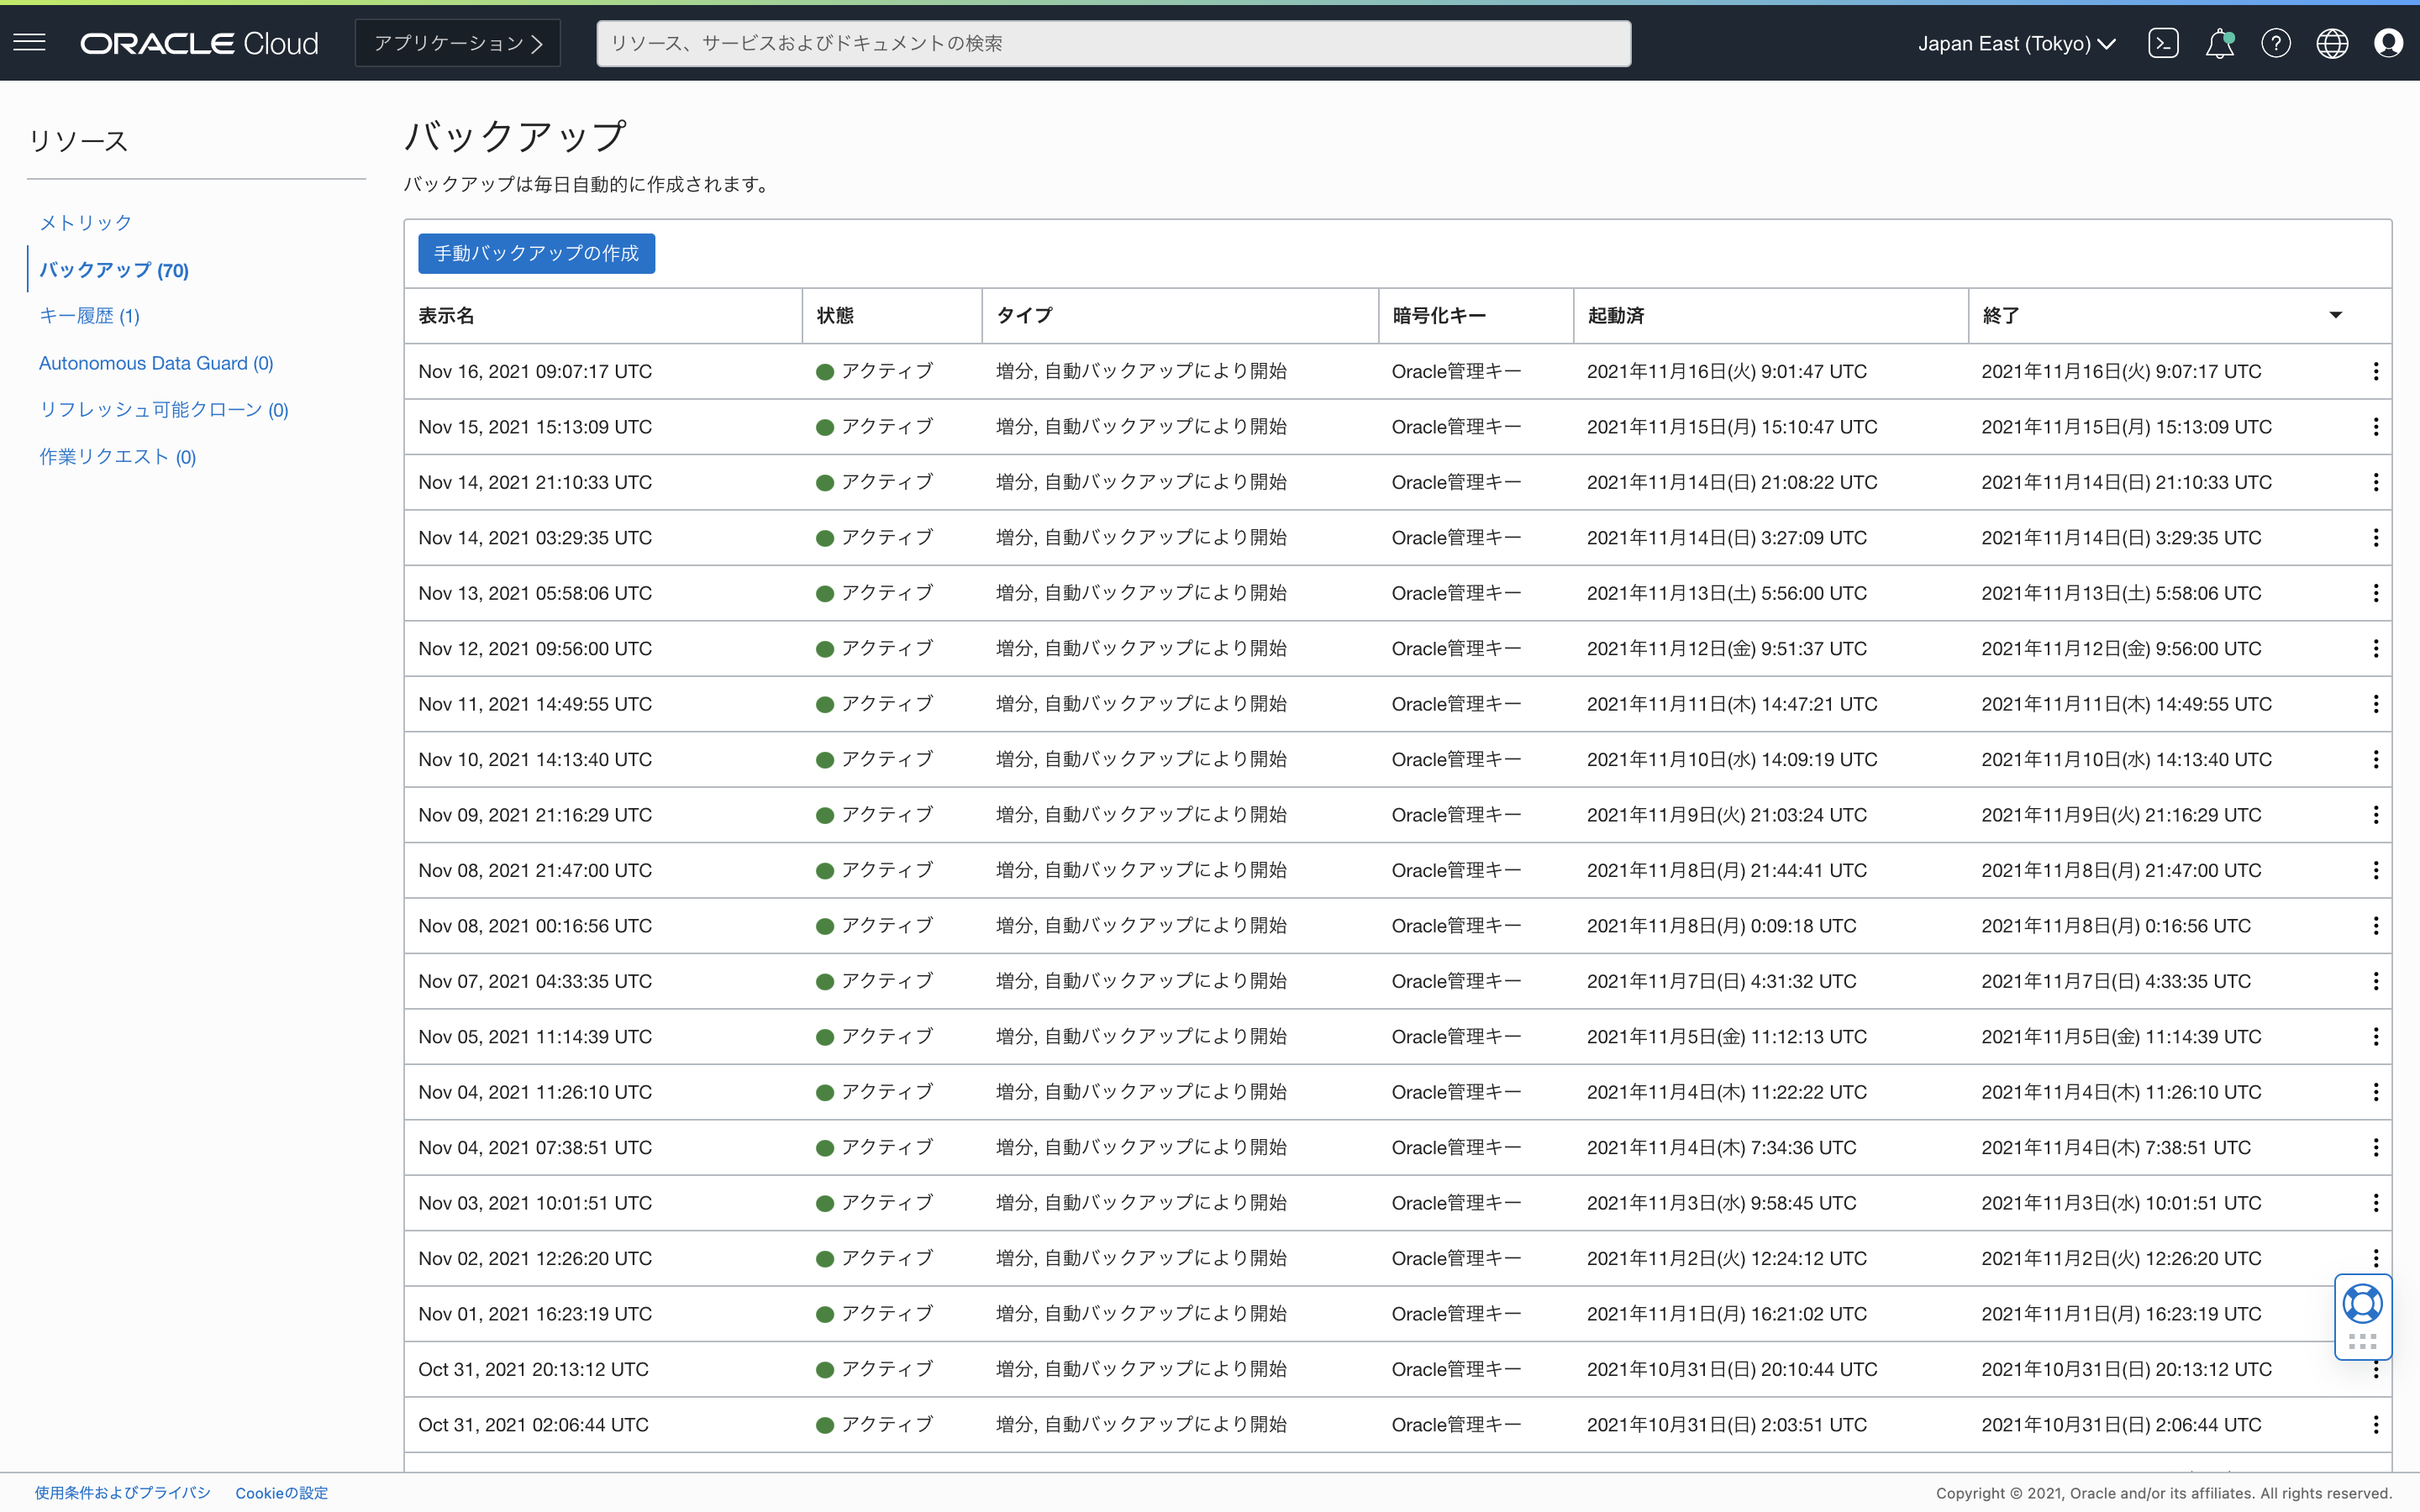 ORACLE Cloud
アプリケーション
リソース、サービスおよびドキュメントの検索
Japan East (Tokyo)
リソース
メトリック
バックアップ (70)
キー履歴 (1)
Autonomous Data Guard (0)
リフレッシュ可能クローン (0)
作業リクエスト (0)
バックアップ
バックアップは毎日自動的に作成されます。
手動バックアップの作成
表示名 状態 タイプ 暗号化キー 起動済 終了
Nov 16, 2021 09:07:17 UTC アクティブ 増分, 自動バックアップにより開始 Oracle管理キー 2021年11月16日(火) 9:01:47 UTC 2021年11月16日(火) 9:07:17 UTC
Nov 15, 2021 15:13:09 UTC アクティブ 増分, 自動バックアップにより開始 Oracle管理キー 2021年11月15日(月) 15:10:47 UTC 2021年11月15日(月) 15:13:09 UTC
Nov 14, 2021 21:10:33 UTC アクティブ 増分, 自動バックアップにより開始 Oracle管理キー 2021年11月14日(日) 21:08:22 UTC 2021年11月14日(日) 21:10:33 UTC
Nov 14, 2021 03:29:35 UTC アクティブ 増分, 自動バックアップにより開始 Oracle管理キー 2021年11月14日(日) 3:27:09 UTC 2021年11月14日(日) 3:29:35 UTC
Nov 13, 2021 05:58:06 UTC アクティブ 増分, 自動バックアップにより開始 Oracle管理キー 2021年11月13日(土) 5:56:00 UTC 2021年11月13日(土) 5:58:06 UTC
Nov 12, 2021 09:56:00 UTC アクティブ 増分, 自動バックアップにより開始 Oracle管理キー 2021年11月12日(金) 9:51:37 UTC 2021年11月12日(金) 9:56:00 UTC
Nov 11, 2021 14:49:55 UTC アクティブ 増分, 自動バックアップにより開始 Oracle管理キー 2021年11月11日(木) 14:47:21 UTC 2021年11月11日(木) 14:49:55 UTC
Nov 10, 2021 14:13:40 UTC アクティブ 増分, 自動バックアップにより開始 Oracle管理キー 2021年11月10日(水) 14:09:19 UTC 2021年11月10日(水) 14:13:40 UTC
Nov 09, 2021 21:16:29 UTC アクティブ 増分, 自動バックアップにより開始 Oracle管理キー 2021年11月9日(火) 21:03:24 UTC 2021年11月9日(火) 21:16:29 UTC
Nov 08, 2021 21:47:00 UTC アクティブ 増分, 自動バックアップにより開始 Oracle管理キー 2021年11月8日(月) 21:44:41 UTC 2021年11月8日(月) 21:47:00 UTC
Nov 08, 2021 00:16:56 UTC アクティブ 増分, 自動バックアップにより開始 Oracle管理キー 2021年11月8日(月) 0:09:18 UTC 2021年11月8日(月) 0:16:56 UTC
Nov 07, 2021 04:33:35 UTC アクティブ 増分, 自動バックアップにより開始 Oracle管理キー 2021年11月7日(日) 4:31:32 UTC 2021年11月7日(日) 4:33:35 UTC
Nov 05, 2021 11:14:39 UTC アクティブ 増分, 自動バックアップにより開始 Oracle管理キー 2021年11月5日(金) 11:12:13 UTC 2021年11月5日(金) 11:14:39 UTC
Nov 04, 2021 11:26:10 UTC アクティブ 増分, 自動バックアップにより開始 Oracle管理キー 2021年11月4日(木) 11:22:22 UTC 2021年11月4日(木) 11:26:10 UTC
Nov 04, 2021 07:38:51 UTC アクティブ 増分, 自動バックアップにより開始 Oracle管理キー 2021年11月4日(木) 7:34:36 UTC 2021年11月4日(木) 7:38:51 UTC
Nov 03, 2021 10:01:51 UTC アクティブ 増分, 自動バックアップにより開始 Oracle管理キー 2021年11月3日(水) 9:58:45 UTC 2021年11月3日(水) 10:01:51 UTC
Nov 02, 2021 12:26:20 UTC アクティブ 増分, 自動バックアップにより開始 Oracle管理キー 2021年11月2日(火) 12:24:12 UTC 2021年11月2日(火) 12:26:20 UTC
Nov 01, 2021 16:23:19 UTC アクティブ 増分, 自動バックアップにより開始 Oracle管理キー 2021年11月1日(月) 16:21:02 UTC 2021年11月1日(月) 16:23:19 UTC
Oct 31, 2021 20:13:12 UTC アクティブ 増分, 自動バックアップにより開始 Oracle管理キー 2021年10月31日(日) 20:10:44 UTC 2021年10月31日(日) 20:13:12 UTC
Oct 31, 2021 02:06:44 UTC アクティブ 増分, 自動バックアップにより開始 Oracle管理キー 2021年10月31日(日) 2:03:51 UTC 2021年10月31日(日) 2:06:44 UTC
使用条件およびプライバシ Cookieの設定
Copyright © 2021, Oracle and/or its affiliates. All rights reserved.